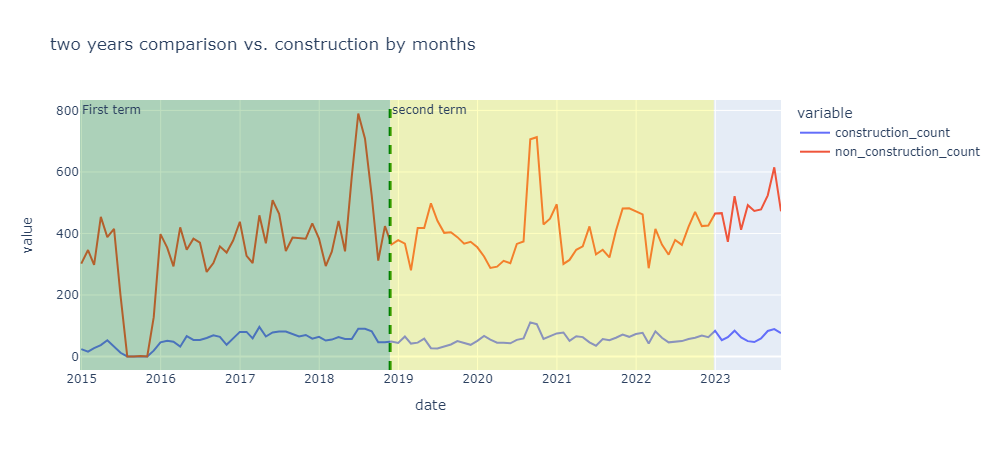 two years comparison vs. construction by months
First term
second term
variable
construction_count
non_construction_count
value
800
600
400
200
0
2015 2016 2017 2018 2019 2020 2021 2022 2023
date